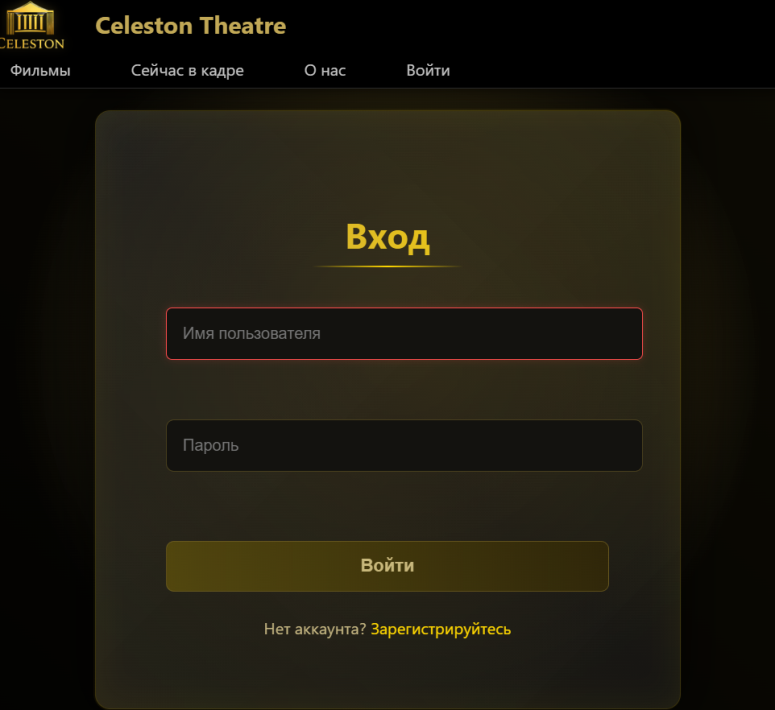 CELESTON
Celeston Theatre
Фильмы Сейчас в кадре О нас Войти
Вход
Имя пользователя
Пароль
Войти
Нет аккаунта? Зарегистрируйтесь